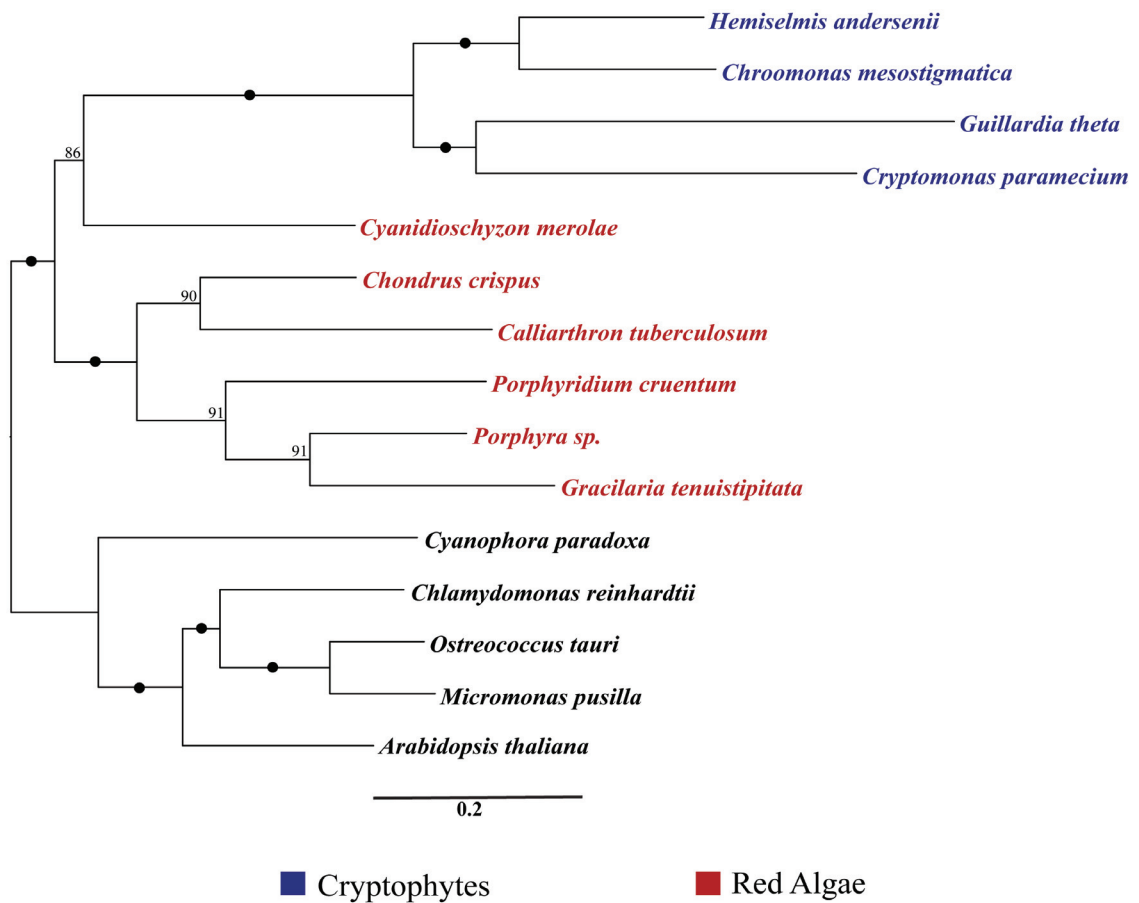 Hemiselmis andersenii
Chroomonas mesostigmatica
Guillardia theta
Cryptomonas paramecium
86
Cyanidioschyzon merolae
Chondrus crispus
90
Calliarthron tuberculosum
Porphyridium cruentum
91
Porphyra sp.
91
Gracilaria tenuistipitata
Cyanophora paradoxa
Chlamydomonas reinhardtii
Ostreococcus tauri
Micromonas pusilla
Arabidopsis thaliana
0.2
Cryptophytes
Red Algae